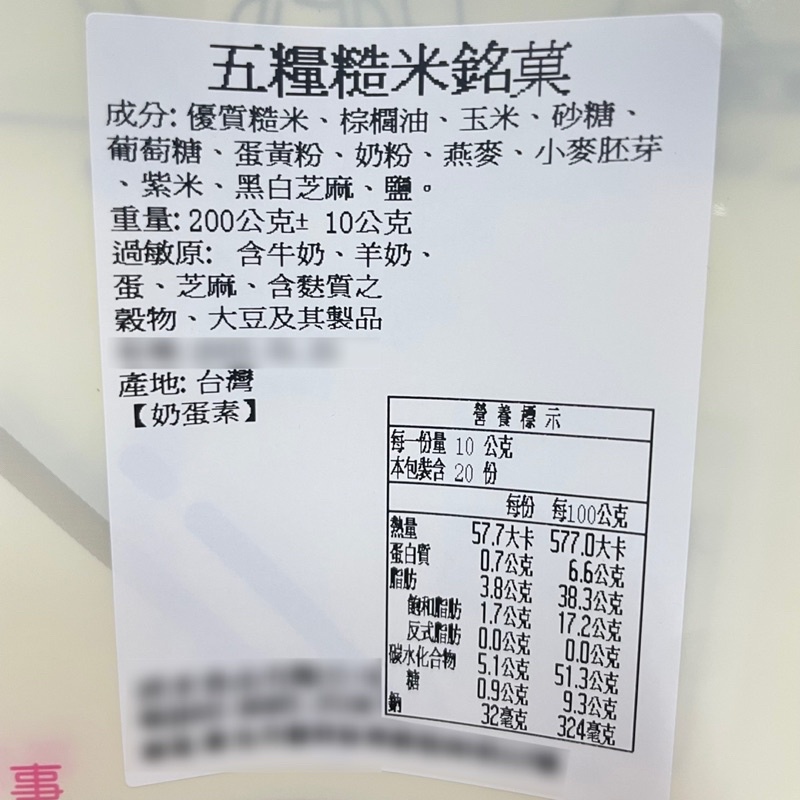 五糧糙米銘菓
成分: 優質糙米、棕櫚油、玉米、砂糖、
葡萄糖、蛋黃粉、奶粉、燕麥、小麥胚芽
、紫米、黑白芝麻、鹽。
重量: 200公克± 10公克
過敏原: 含牛奶、羊奶、
蛋、芝麻、含麩質之
穀物、大豆及其製品
產地: 台灣
【奶蛋素】
營養標示
每一份量 10 公克
本包裝含 20 份
每份 每100公克
熱量 57.7大卡 577.0大卡
蛋白質 0.7公克 6.6公克
脂肪 3.8公克 38.3公克
飽和脂肪 1.7公克 17.2公克
反式脂肪 0.0公克 0.0公克
碳水化合物 5.1公克 51.3公克
糖 0.9公克 9.3公克
鈉 32毫克 324毫克
事